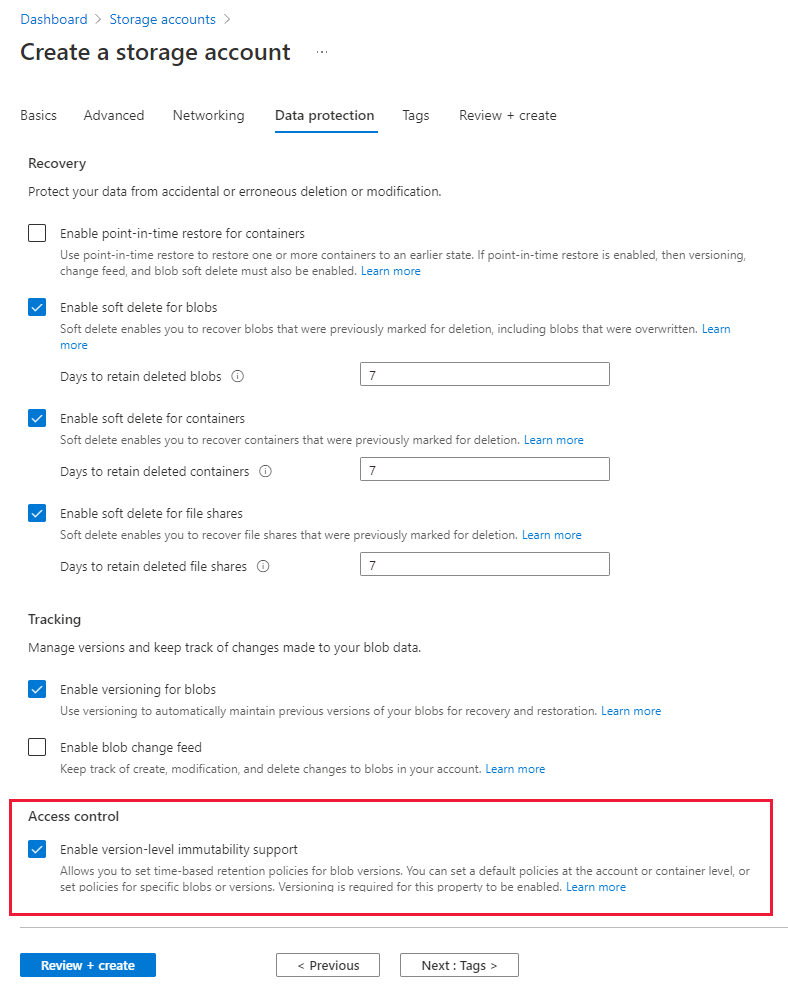 Dashboard > Storage accounts >
Create a storage account ...
Basics Advanced Networking Data protection Tags Review + create
Recovery
Protect your data from accidental or erroneous deletion or modification.
Enable point-in-time restore for containers
Use point-in-time restore to restore one or more containers to an earlier state. If point-in-time restore is enabled, then versioning,
change feed, and blob soft delete must also be enabled. Learn more
Enable soft delete for blobs
Soft delete enables you to recover blobs that were previously marked for deletion, including blobs that were overwritten. Learn
more
Days to retain deleted blobs 7
Enable soft delete for containers
Soft delete enables you to recover containers that were previously marked for deletion. Learn more
Days to retain deleted containers 7
Enable soft delete for file shares
Soft delete enables you to recover file shares that were previously marked for deletion. Learn more
Days to retain deleted file shares 7
Tracking
Manage versions and keep track of changes made to your blob data.
Enable versioning for blobs
Use versioning to automatically maintain previous versions of your blobs for recovery and restoration. Learn more
Enable blob change feed
Keep track of create, modification, and delete changes to blobs in your account. Learn more
Access control
Enable version-level immutability support
Allows you to set time-based retention policies for blob versions. You can set a default policies at the account or container level, or
set policies for specific blobs or versions. Versioning is required for this property to be enabled. Learn more
Review + create < Previous Next : Tags >